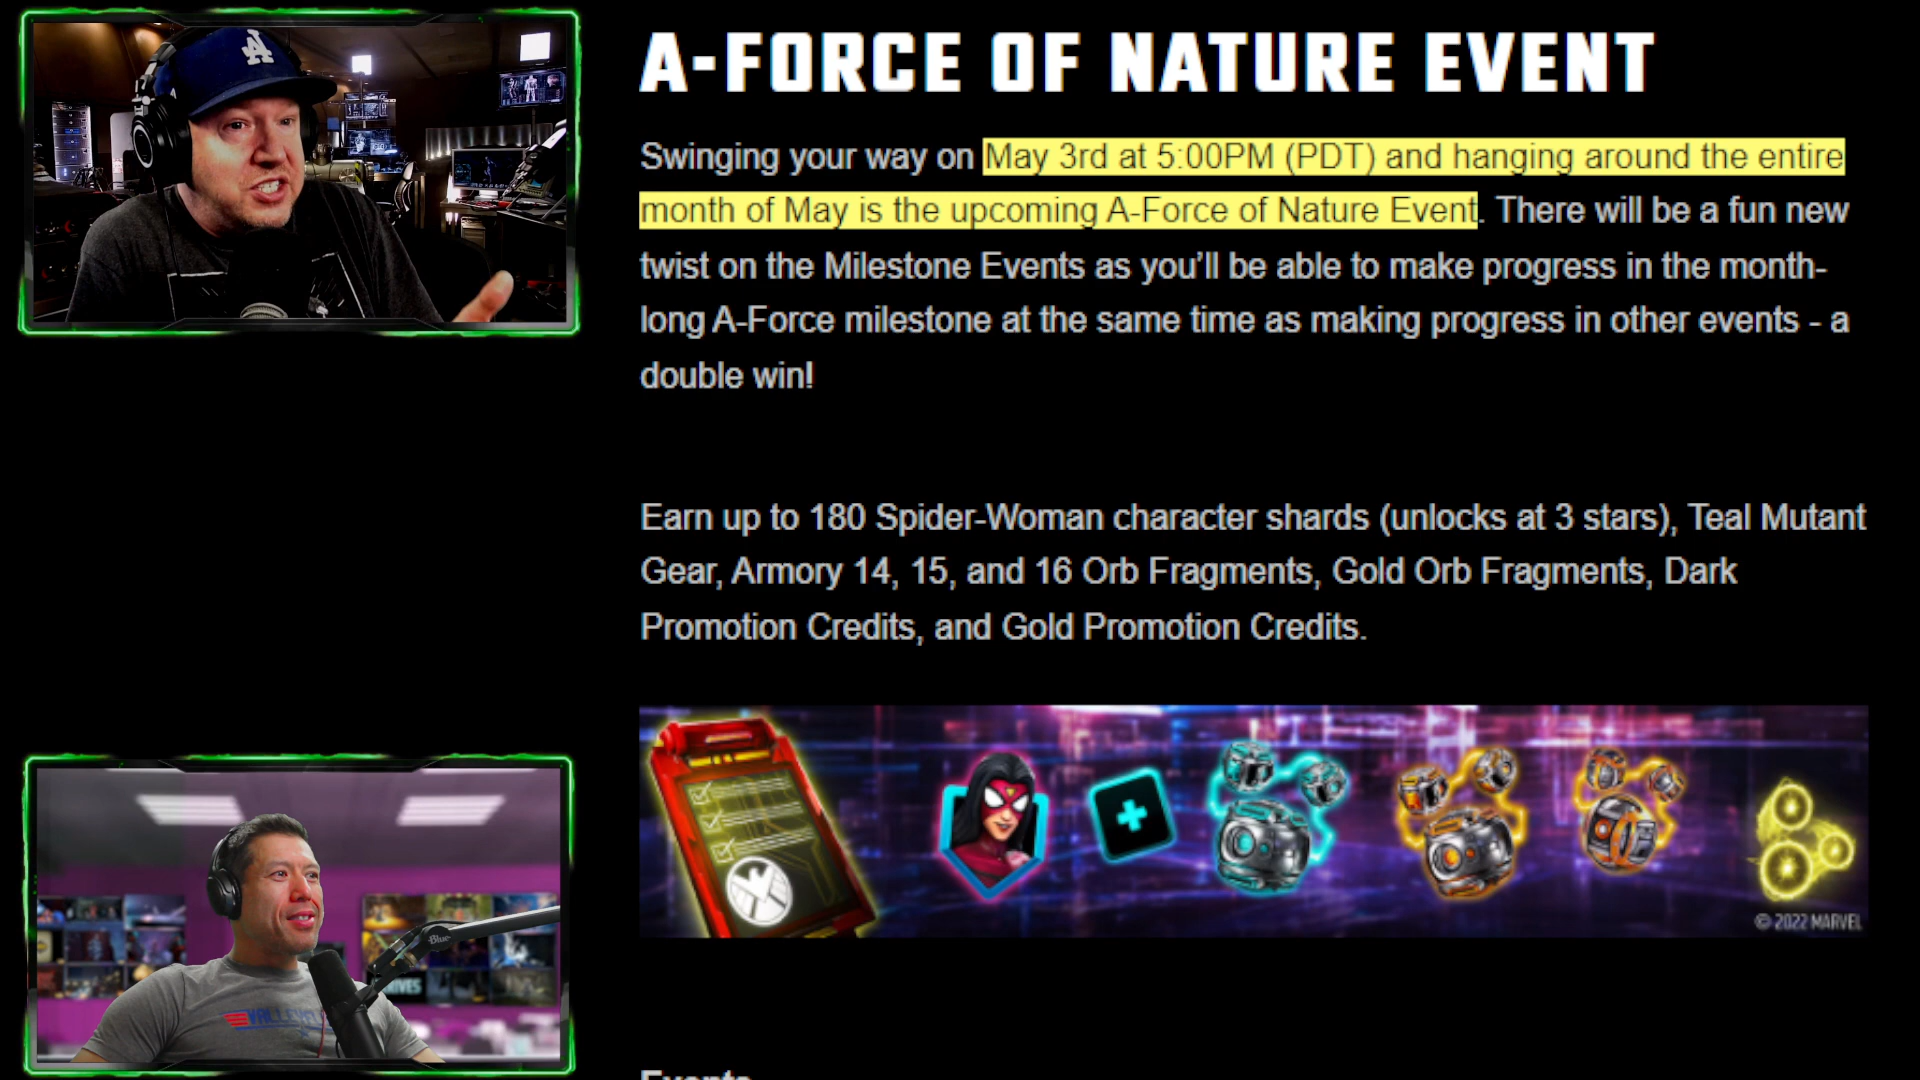 A-FORCE OF NATURE EVENT
Swinging your way on May 3rd at 5:00PM (PDT) and hanging around the entire
month of May is the upcoming A-Force of Nature Event. There will be a fun new
twist on the Milestone Events as you’ll be able to make progress in the month-
long A-Force milestone at the same time as making progress in other events - a
double win!
Earn up to 180 Spider-Woman character shards (unlocks at 3 stars), Teal Mutant
Gear, Armory 14, 15, and 16 Orb Fragments, Gold Orb Fragments, Dark
Promotion Credits, and Gold Promotion Credits.
© 2022 MARVEL
Blue
Events